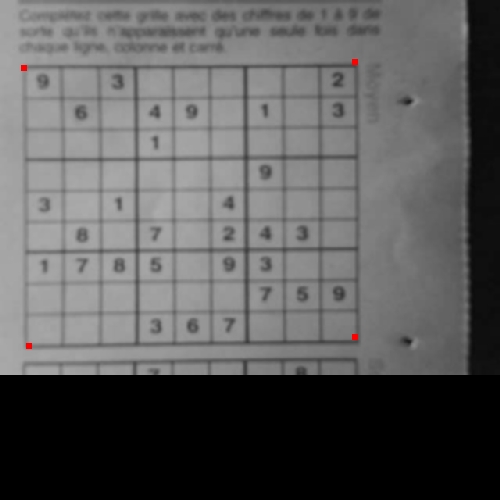 Complétez cette grille avec des chiffres de 1 à 9 de
sorte qu'ils n'apparaissent qu'une seule fois dans
chaque ligne, colonne et carré.
Moyen
9 3 2
6 4 9 1 3
1
9
3 1 4
8 7 2 4 3
1 7 8 5 9 3
7 5 9
3 6 7